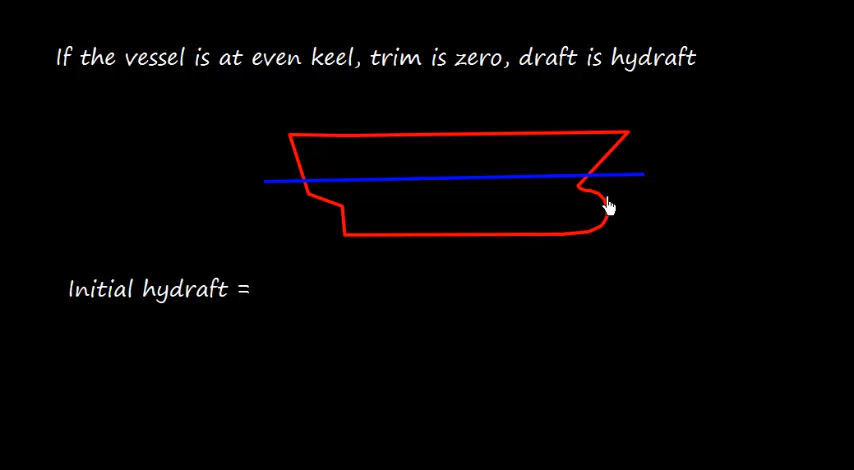 If the vessel is at even keel, trim is zero, draft is hydraft
Initial hydraft =